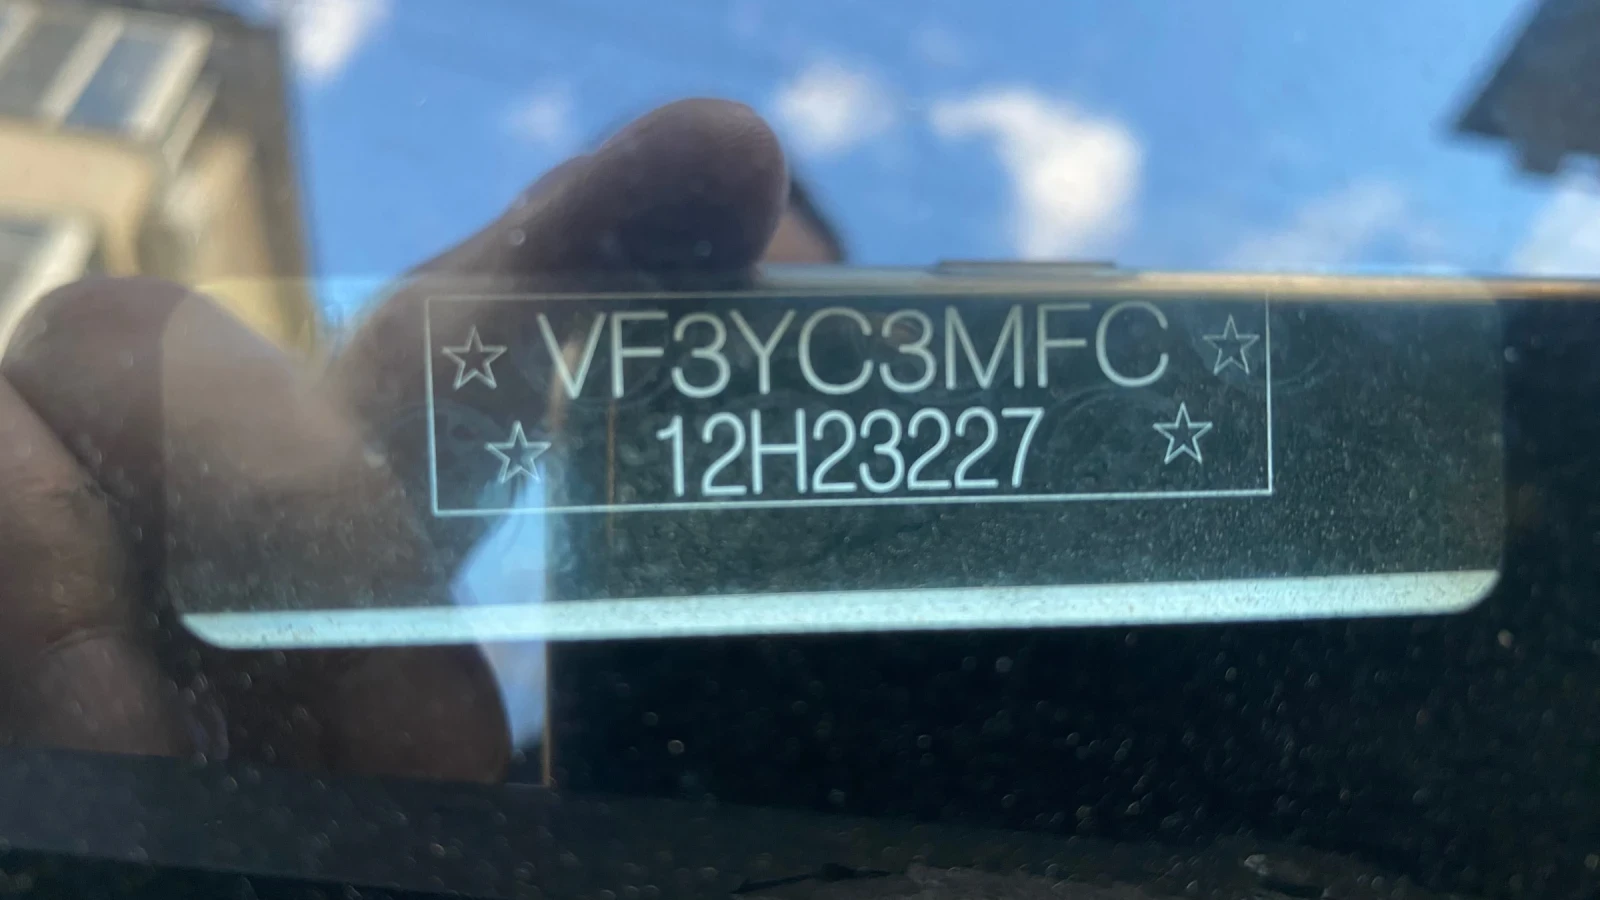 ☆ VF3YC3MFC ☆
☆ 12H23227 ☆